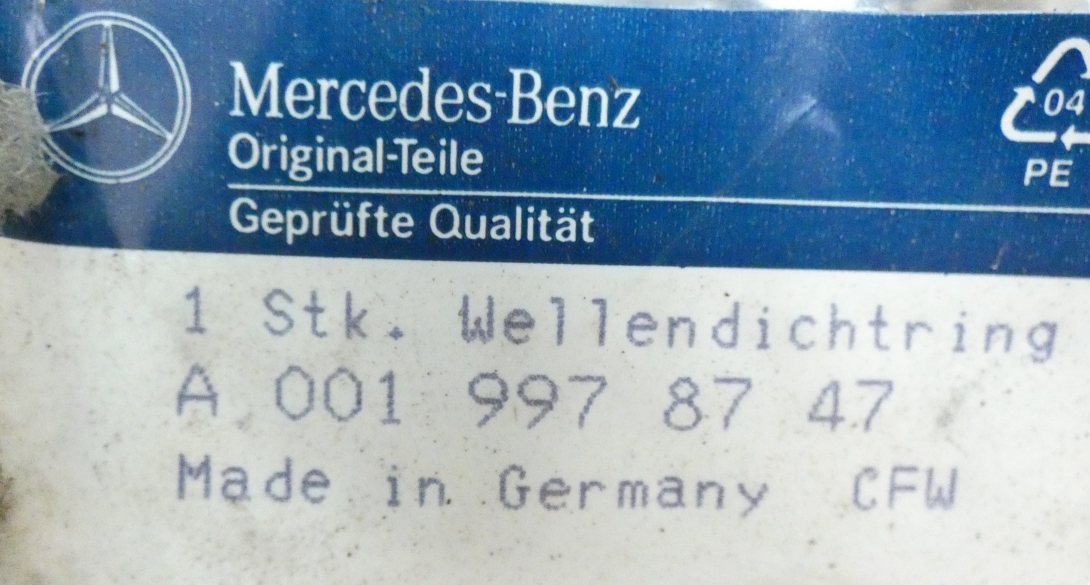 Mercedes-Benz
Original-Teile
Geprüfte Qualität
04
PE
1 Stk. Wellendichtring
A 001 997 87 47
Made in Germany CFW